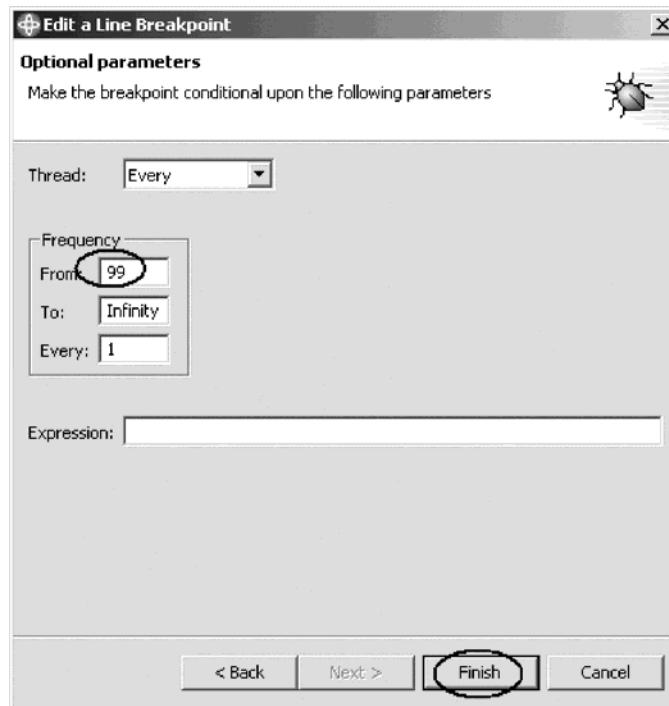 Edit a Line Breakpoint
Optional parameters
Make the breakpoint conditional upon the following parameters
Thread: Every
Frequency
From: 99
To: Infinity
Every: 1
Expression:
< Back Next > Finish Cancel